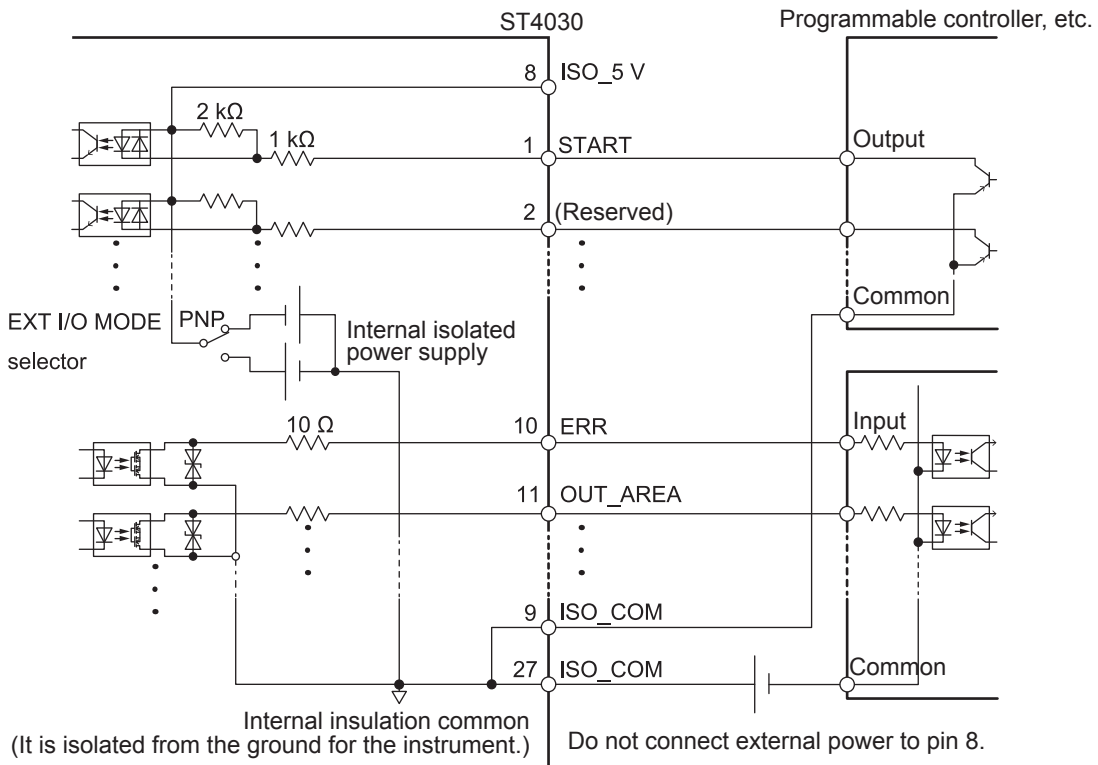 ST4030
Programmable controller, etc.
8 ISO_5 V
2 kΩ
1 kΩ
1 START
Output
2 (Reserved)
Common
EXT I/O MODE
selector
PNP
Internal isolated
power supply
10 Ω
10 ERR
Input
11 OUT_AREA
9 ISO_COM
27 ISO_COM
Common
Internal insulation common
(It is isolated from the ground for the instrument.)
Do not connect external power to pin 8.